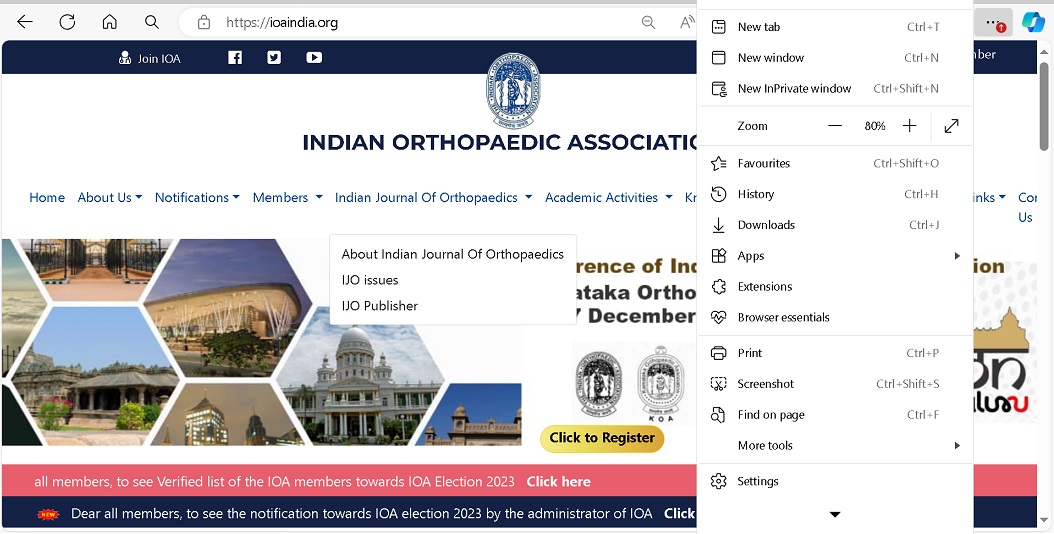 https://ioaindia.org
Join IOA
mber
INDIAN ORTHOPAEDIC ASSOCIATIO
Home About Us Notifications Members Indian Journal Of Orthopaedics Academic Activities Kr inks Cor
Us
About Indian Journal Of Orthopaedics
IJO issues
IJO Publisher
rence of Ind ion
ataka Ortho
7 December
KOA
Click to Register
all members, to see Verified list of the IOA members towards IOA Election 2023 Click here
NEW Dear all members, to see the notification towards IOA election 2023 by the administrator of IOA Click
New tab Ctrl+T
New window Ctrl+N
New InPrivate window Ctrl+Shift+N
Zoom 80%
Favourites Ctrl+Shift+O
History Ctrl+H
Downloads Ctrl+J
Apps
Extensions
Browser essentials
Print Ctrl+P
Screenshot Ctrl+Shift+S
Find on page Ctrl+F
More tools
Settings